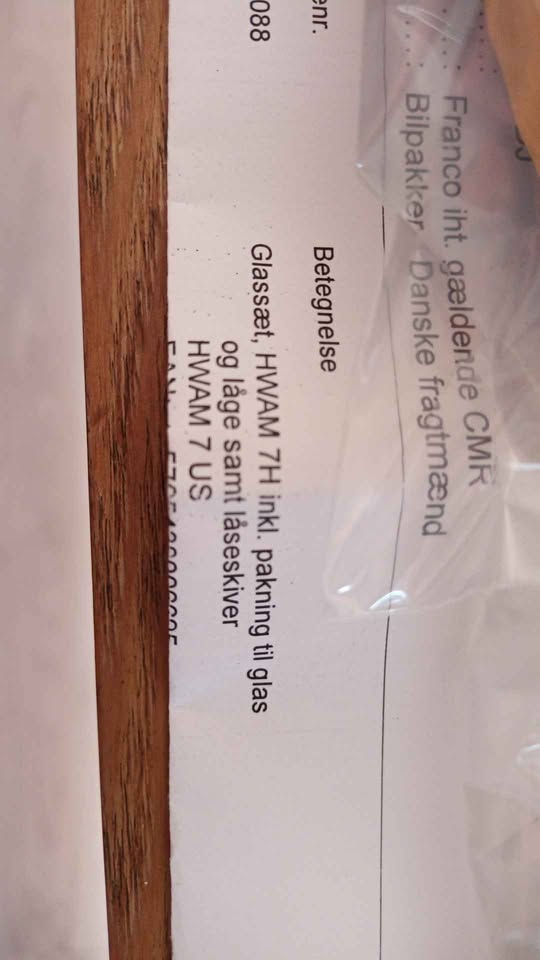 Franco iht. gældende CMR
Bilpakker Danske fragtmænd
enr.
Betegnelse
088
Glassæt, HWAM 7H inkl. pakning til glas
og låge samt låseskiver
HWAM 7 US